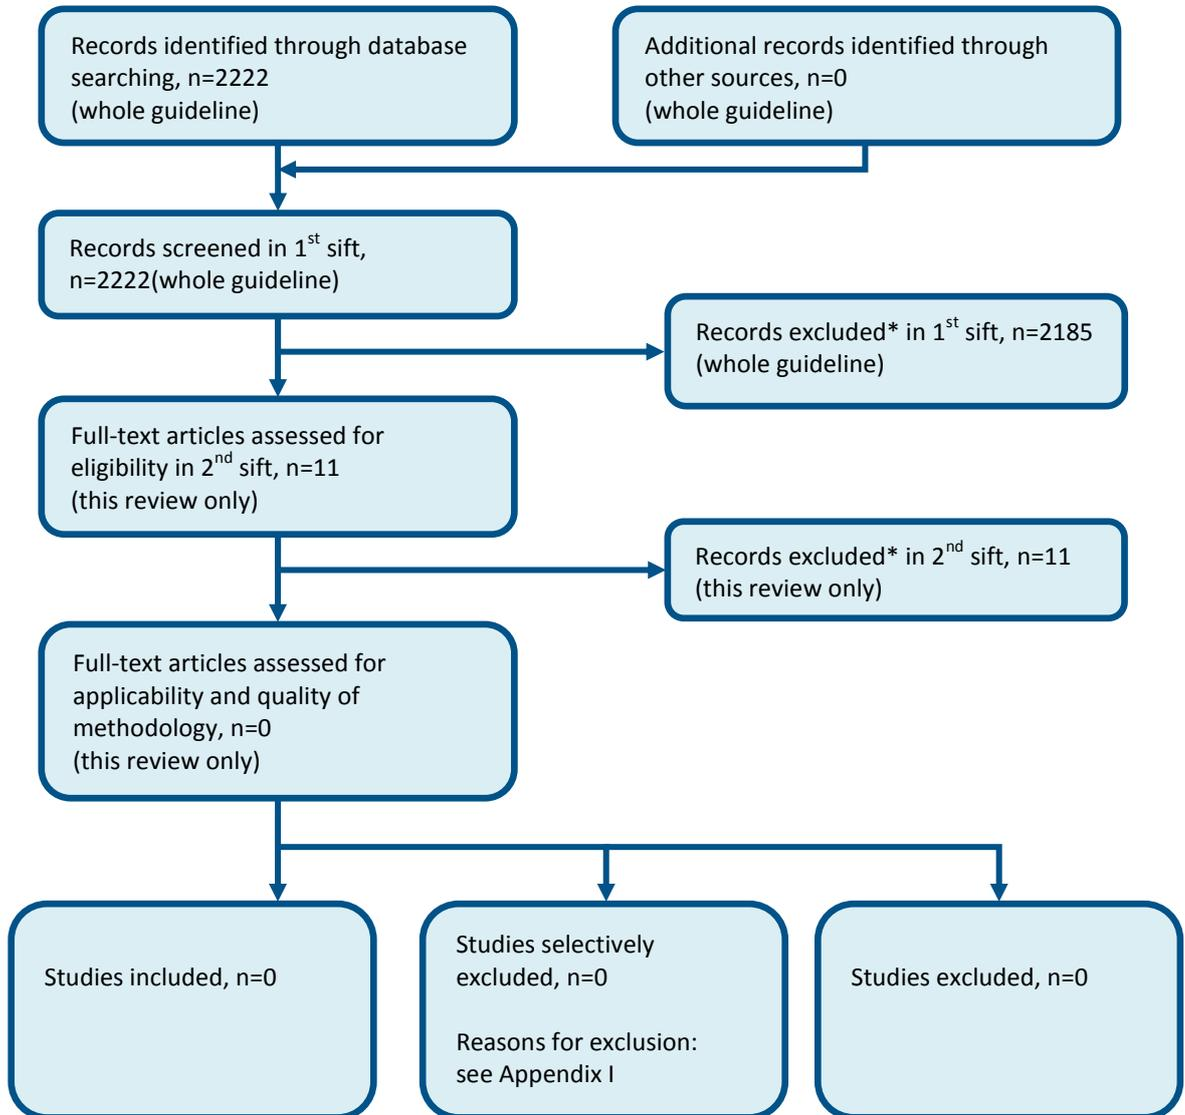 Records identified through database
searching, n=2222
(whole guideline)
Additional records identified through
other sources, n=0
(whole guideline)
Records screened in 1st sift,
n=2222(whole guideline)
Records excluded* in 1st sift, n=2185
(whole guideline)
Full-text articles assessed for
eligibility in 2nd sift, n=11
(this review only)
Records excluded* in 2nd sift, n=11
(this review only)
Full-text articles assessed for
applicability and quality of
methodology, n=0
(this review only)
Studies included, n=0
Studies selectively
excluded, n=0
Reasons for exclusion:
see Appendix I
Studies excluded, n=0